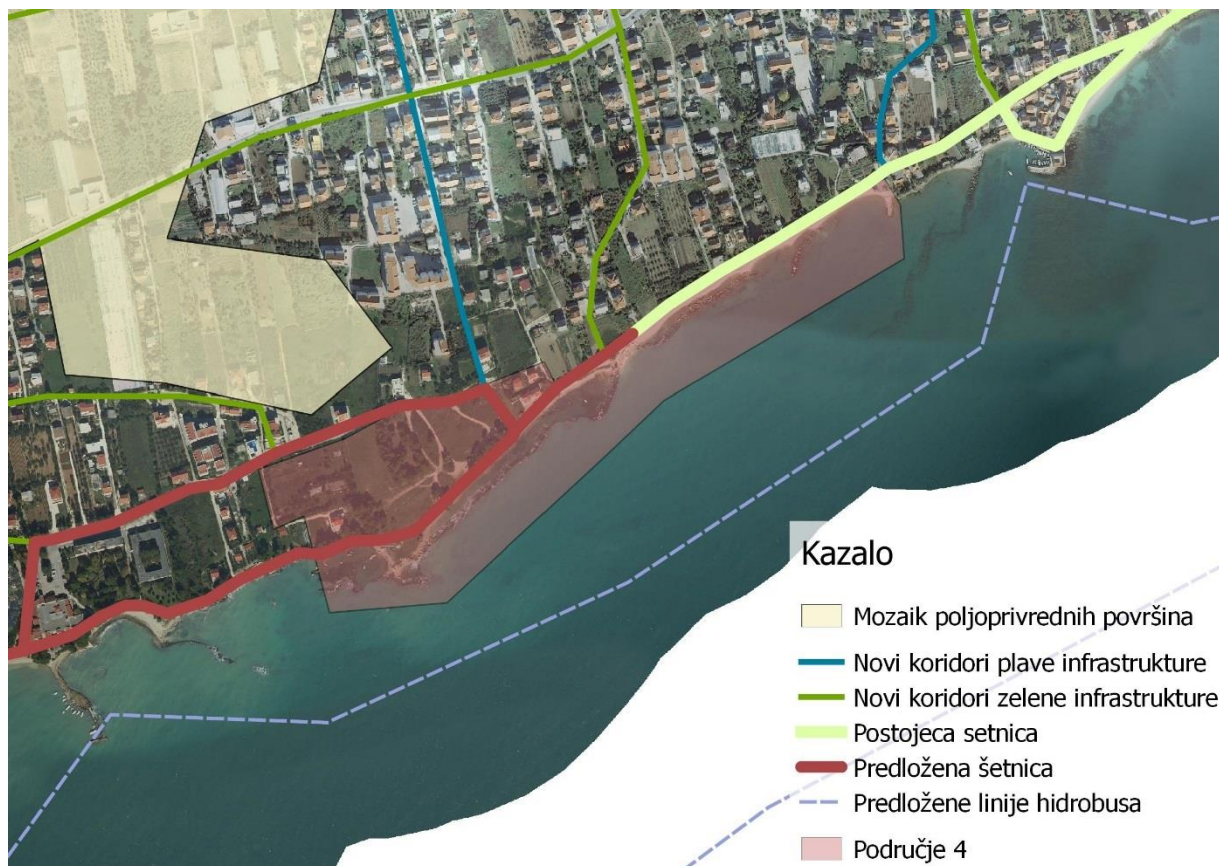 Kazalo
Mozaik poljoprivrednih površina
Novi koridori plave infrastrukture
Novi koridori zelene infrastrukture
Postojeca setnica
Predložena šetnica
Predložene linije hidrobusa
Područje 4